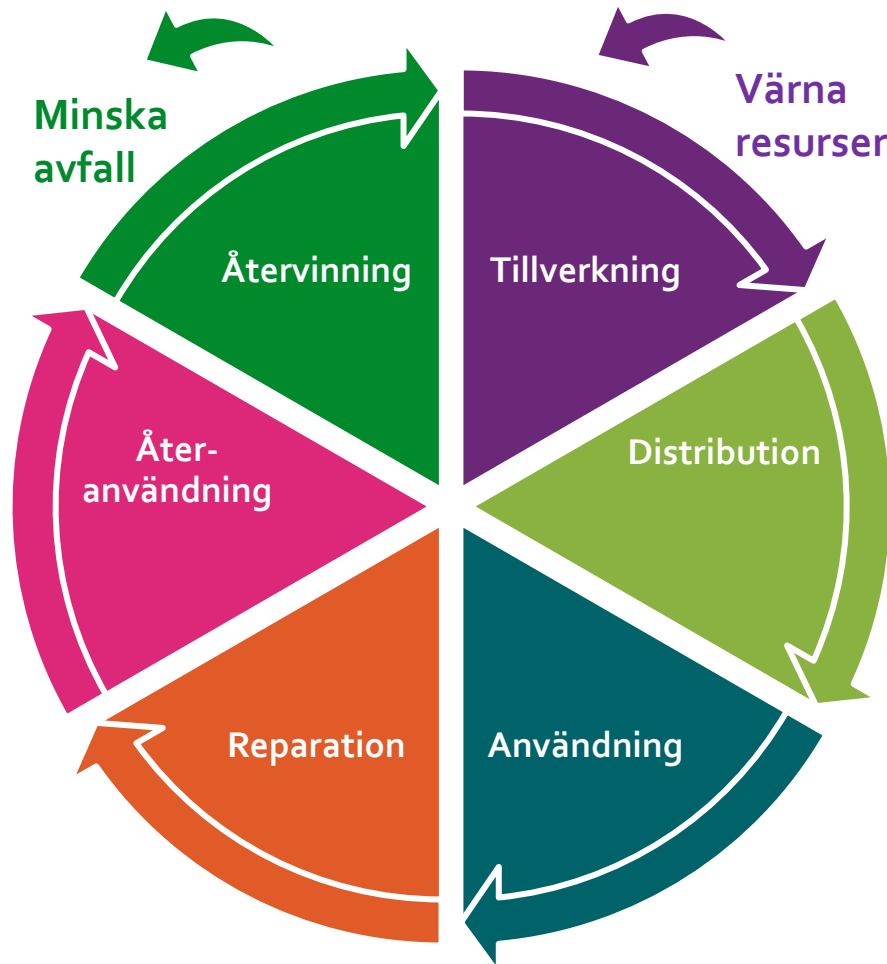 Minska
avfall
Värna
resurser
Återvinning
Tillverkning
Åter-
användning
Distribution
Reparation
Användning